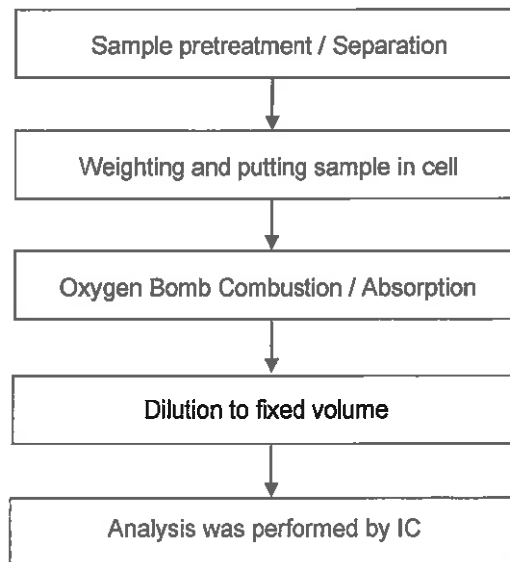 Sample pretreatment / Separation
Weighting and putting sample in cell
Oxygen Bomb Combustion / Absorption
Dilution to fixed volume
Analysis was performed by IC